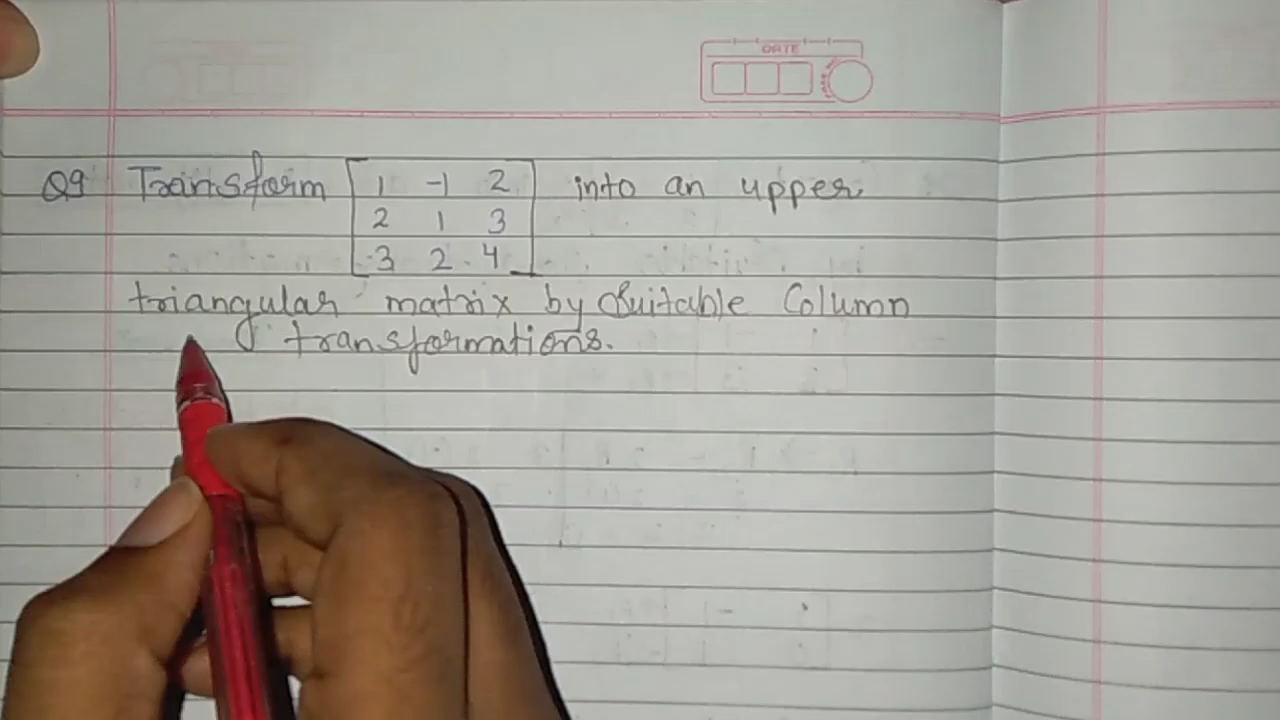 DATE
Q9 Transform [ 1 -1 2 ] into an upper
2 1 3
3 2 4
triangular matrix by Suitable Column
transformations.